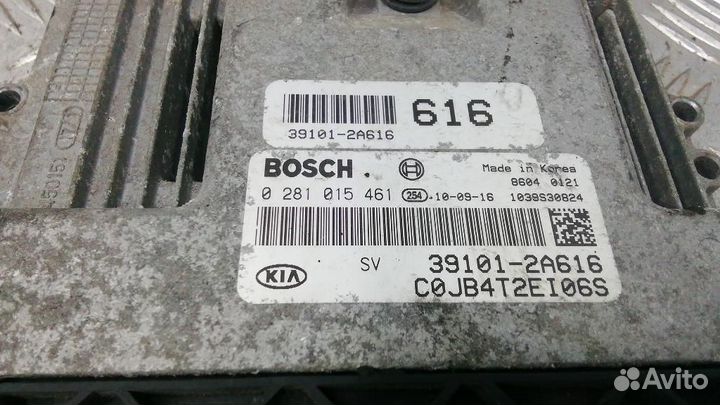 616
39101-2A616
BOSCH
Made in Korea
8604 0121
0 281 015 461 254 10-09-16 1039S30824
KIA SV 39101-2A616
C0JB4T2EI06S
Avito